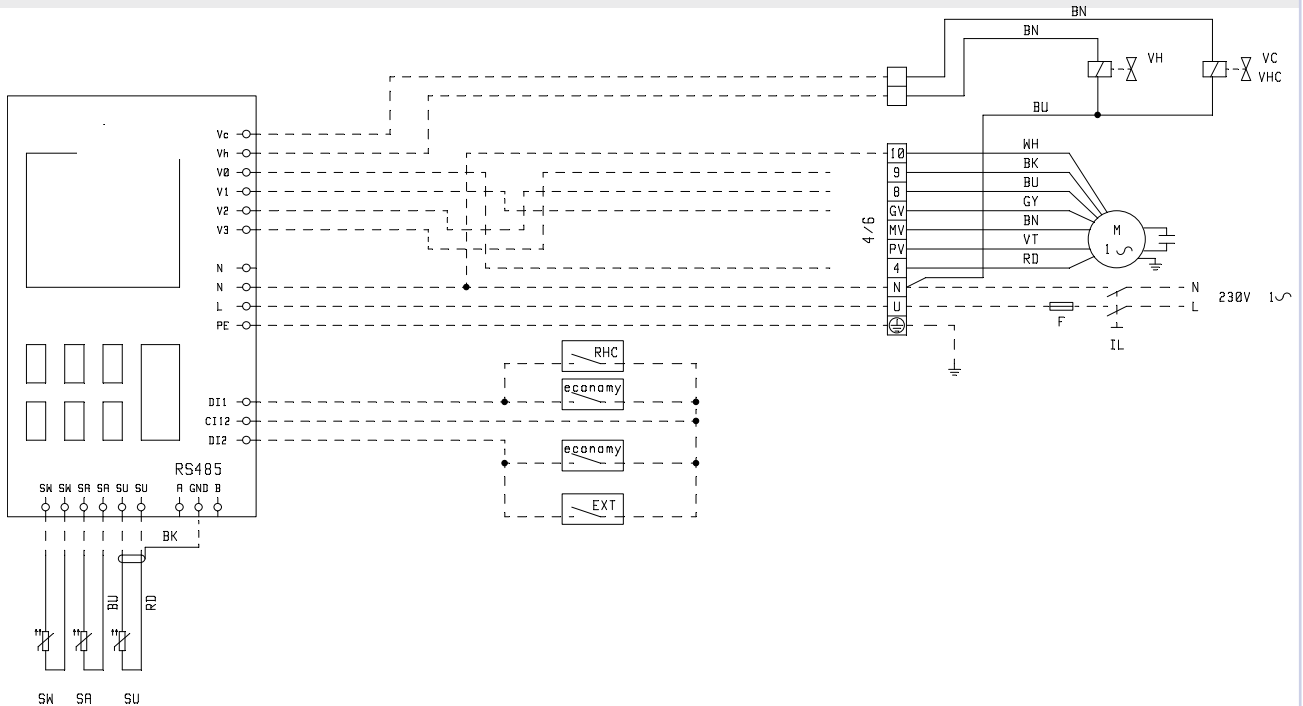 BN
BN
VH
VC
VHC
BU
Vc
Vh
V0
V1
V2
V3
N
N
L
PE
4/6
10
9
8
GV
MV
PV
4
N
U
WH
BK
BU
GY
BN
VT
RD
M
1
N
L
230V 1
F
IL
RHC
economy
economy
EXT
DI1
CI12
DI2
RS485
SW SW SA SA SU SU A GND B
BK
BU
RD
SW SA SU